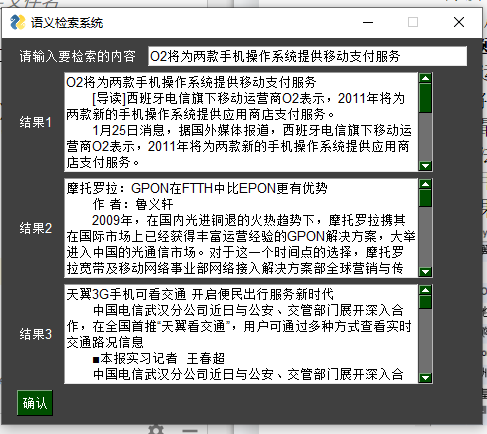 语义检索系统
请输入要检索的内容 O2将为两款手机操作系统提供移动支付服务
结果1
O2将为两款手机操作系统提供移动支付服务
[导读]西班牙电信旗下移动运营商O2表示，2011年将为
两款新的手机操作系统提供应用商店支付服务。
1月25日消息，据国外媒体报道，西班牙电信旗下移动运
营商O2表示，2011年将为两款新的手机操作系统提供应用商
店支付服务。
结果2
摩托罗拉：GPON在FTTH中比EPON更有优势
作 者：鲁义轩
2009年，在国内光进铜退的火热趋势下，摩托罗拉携其
在国际市场上已经获得丰富运营经验的GPON解决方案，大举
进入中国的光通信市场。对于这一个时间点的选择，摩托罗
拉宽带及移动网络事业部网络接入解决方案部全球营销与传
结果3
天翼3G手机可看交通 开启便民出行服务新时代
中国电信武汉分公司近日与公安、交管部门展开深入合
作，在全国首推“天翼看交通”，用户可通过多种方式查看实时
交通路况信息
■本报实习记者 王春超
中国电信武汉分公司近日与公安、交管部门展开深入合
确认